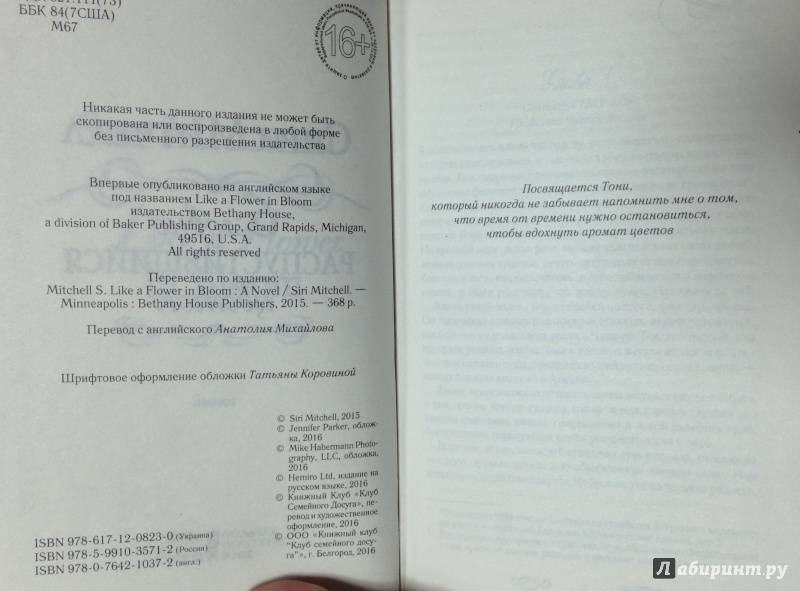 ББК 84(7США)
М67
16+
Никакая часть данного издания не может быть
скопирована или воспроизведена в любой форме
без письменного разрешения издательства
Впервые опубликовано на английском языке
под названием Like a Flower in Bloom
издательством Bethany House,
a division of Baker Publishing Group, Grand Rapids, Michigan,
49516, U.S.A.
All rights reserved
Переведено по изданию:
Mitchell S. Like a Flower in Bloom : A Novel / Siri Mitchell. —
Minneapolis : Bethany House Publishers, 2015. — 368 p.
Перевод с английского Анатолия Михайлова
Шрифтовое оформление обложки Татьяны Коровиной
© Siri Mitchell, 2015
© Jennifer Parker, облож-
ка, 2016
© Mike Habermann Photo-
graphy, LLC, обложка,
2016
© Hemiro Ltd, издание на
русском языке, 2016
© Книжный Клуб «Клуб
Семейного Досуга», пе-
ревод и художественное
оформление, 2016
© ООО «Книжный клуб
"Клуб семейного досу-
га"», г. Белгород, 2016
ISBN 978-617-12-0823-0 (Украина)
ISBN 978-5-9910-3571-2 (Россия)
ISBN 978-0-7642-1037-2 (англ.)
Посвящается Тони,
который никогда не забывает напомнить мне о том,
что время от времени нужно остановиться,
чтобы вдохнуть аромат цветов
Лабиринт.ру